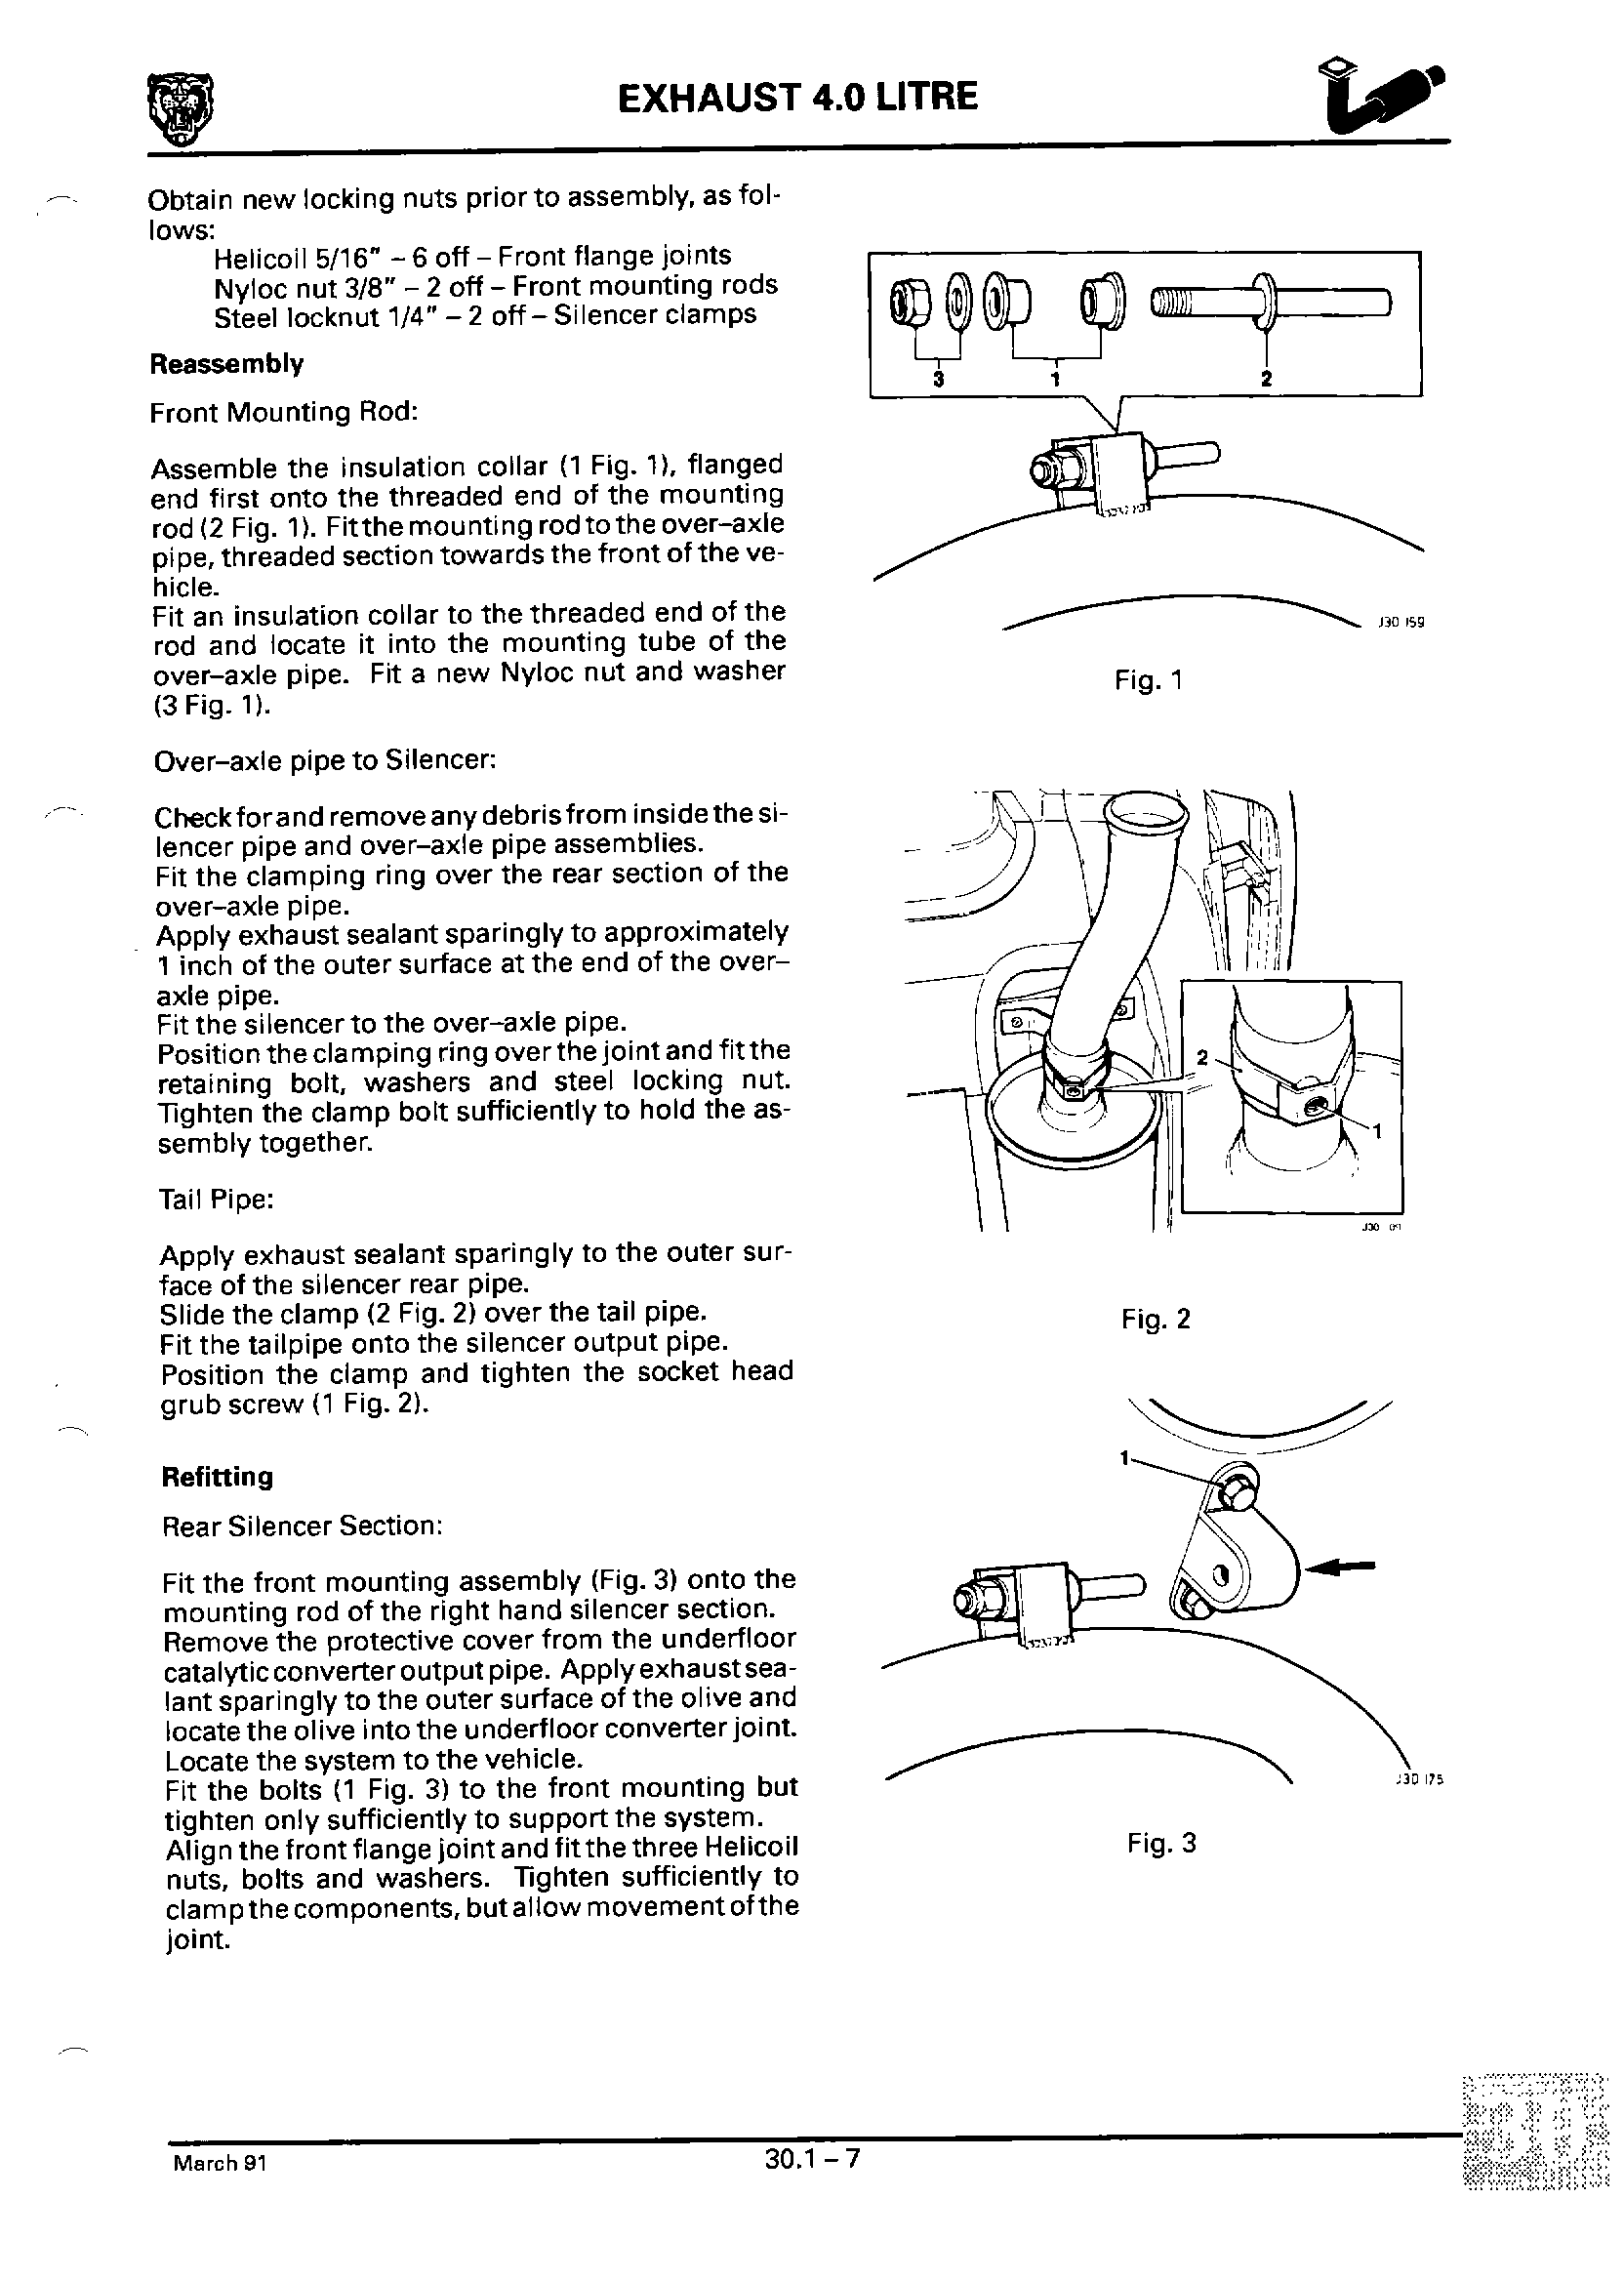 EXHAUST 4.0 LITRE
Obtain new locking nuts prior to assembly, as fol-
lows:
Helicoil 5/16" – 6 off – Front flange joints
Nyloc nut 3/8" – 2 off – Front mounting rods
Steel locknut 1/4" – 2 off – Silencer clamps
Reassembly
Front Mounting Rod:
Assemble the insulation collar (1 Fig. 1), flanged
end first onto the threaded end of the mounting
rod (2 Fig. 1). Fit the mounting rod to the over–axle
pipe, threaded section towards the front of the ve-
hicle.
Fit an insulation collar to the threaded end of the
rod and locate it into the mounting tube of the
over–axle pipe. Fit a new Nyloc nut and washer
(3 Fig. 1).
Over–axle pipe to Silencer:
Check for and remove any debris from inside the si-
lencer pipe and over–axle pipe assemblies.
Fit the clamping ring over the rear section of the
over–axle pipe.
Apply exhaust sealant sparingly to approximately
1 inch of the outer surface at the end of the over–
axle pipe.
Fit the silencer to the over–axle pipe.
Position the clamping ring over the joint and fit the
retaining bolt, washers and steel locking nut.
Tighten the clamp bolt sufficiently to hold the as-
sembly together.
Tail Pipe:
Apply exhaust sealant sparingly to the outer sur-
face of the silencer rear pipe.
Slide the clamp (2 Fig. 2) over the tail pipe.
Fit the tailpipe onto the silencer output pipe.
Position the clamp and tighten the socket head
grub screw (1 Fig. 2).
Refitting
Rear Silencer Section:
Fit the front mounting assembly (Fig. 3) onto the
mounting rod of the right hand silencer section.
Remove the protective cover from the underfloor
catalytic converter output pipe. Apply exhaust sea-
lant sparingly to the outer surface of the olive and
locate the olive into the underfloor converter joint.
Locate the system to the vehicle.
Fit the bolts (1 Fig. 3) to the front mounting but
tighten only sufficiently to support the system.
Align the front flange joint and fit the three Helicoil
nuts, bolts and washers. Tighten sufficiently to
clamp the components, but allow movement of the
joint.
3 1 2
J30 159
Fig. 1
2
1
J30
Fig. 2
1
J30 175
Fig. 3
March 91
30.1 – 7